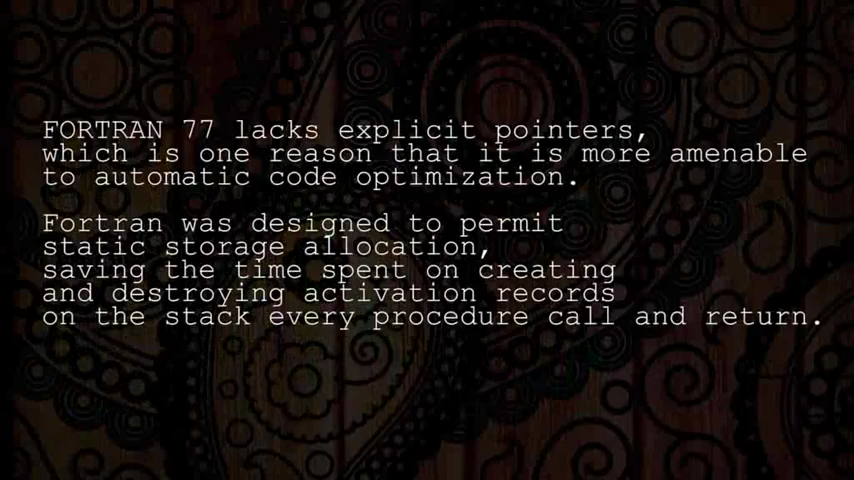 FORTRAN 77 lacks explicit pointers,
which is one reason that it is more amenable
to automatic code optimization.
Fortran was designed to permit
static storage allocation,
saving the time spent on creating
and destroying activation records
on the stack every procedure call and return.